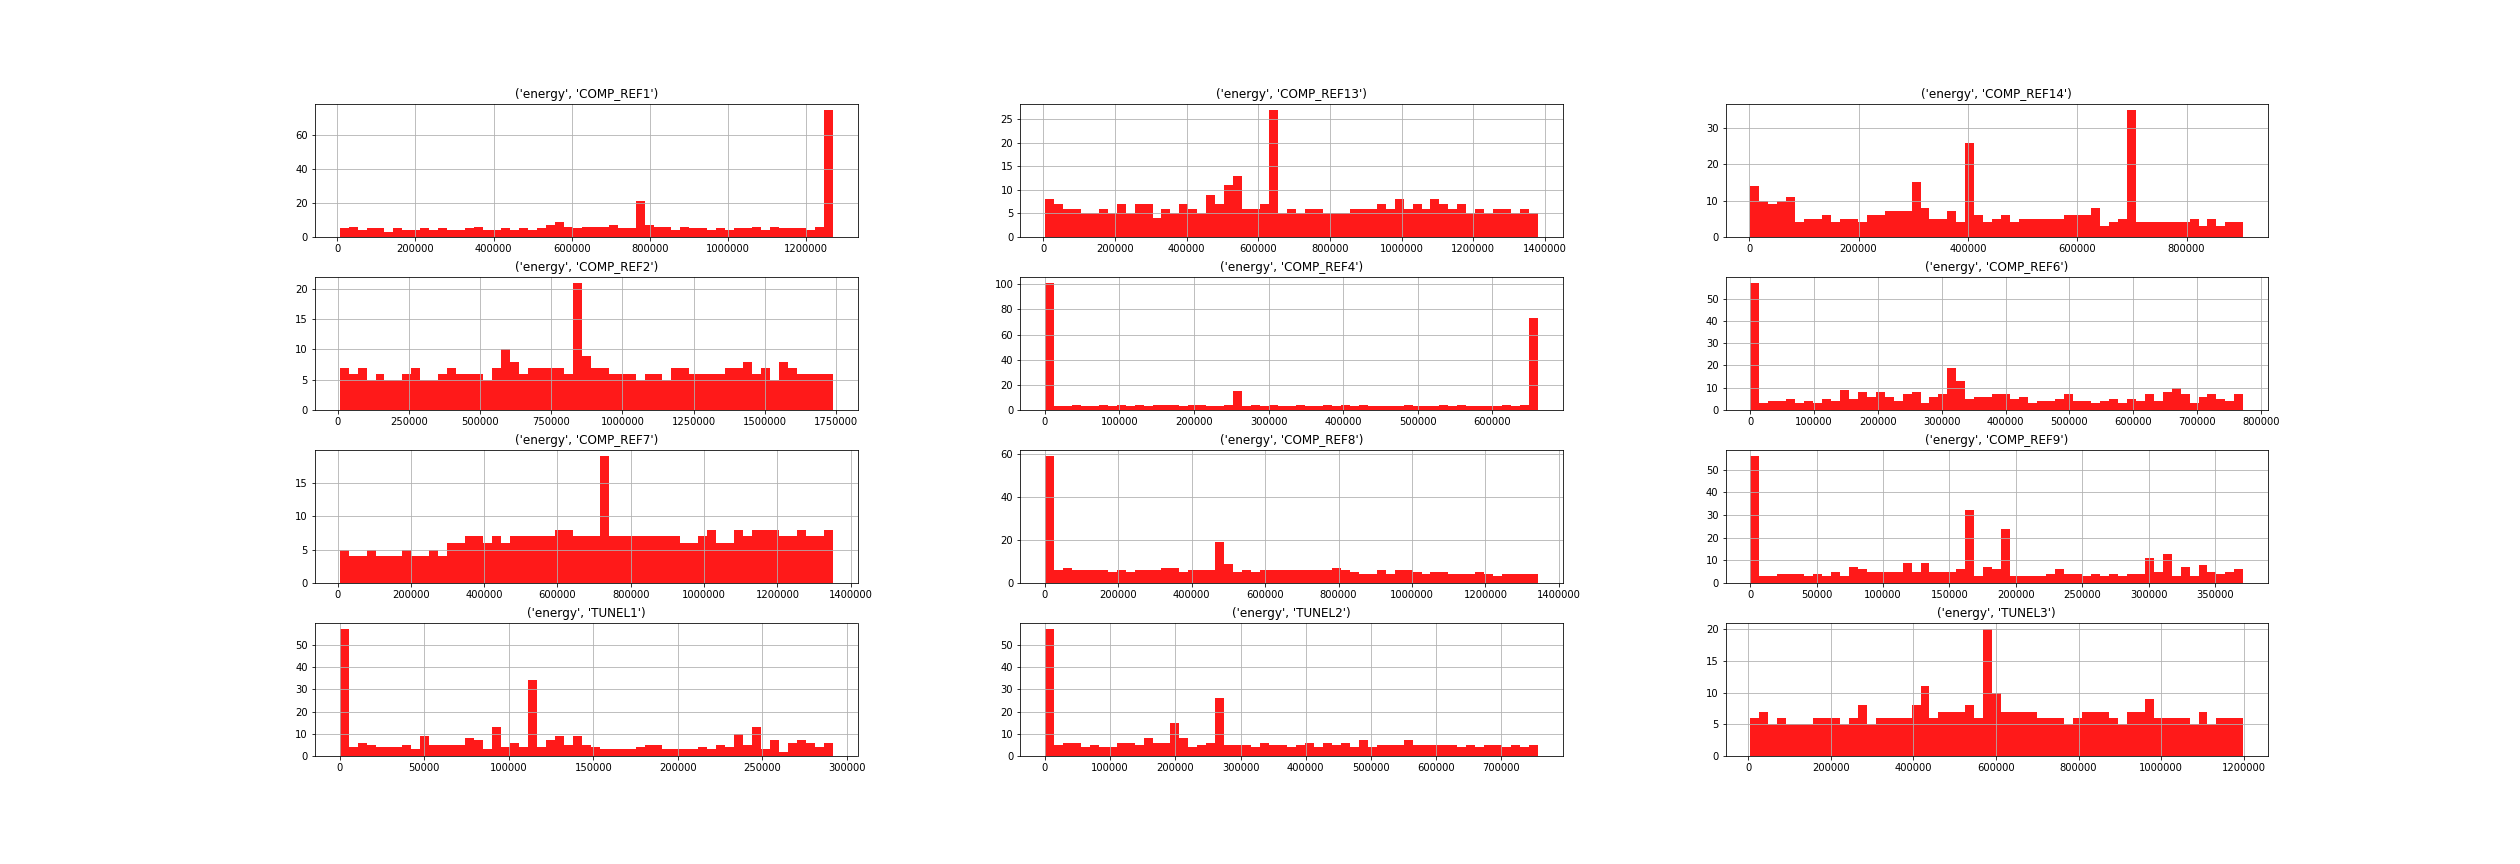 ('energy', 'COMP_REF1')
60
40
20
0
0 200000 400000 600000 800000 1000000 1200000
('energy', 'COMP_REF13')
25
20
15
10
5
0
0 200000 400000 600000 800000 1000000 1200000 1400000
('energy', 'COMP_REF14')
30
20
10
0
0 200000 400000 600000 800000
('energy', 'COMP_REF2')
20
15
10
5
0
0 250000 500000 750000 1000000 1250000 1500000 1750000
('energy', 'COMP_REF4')
100
80
60
40
20
0
0 100000 200000 300000 400000 500000 600000
('energy', 'COMP_REF6')
50
40
30
20
10
0
0 100000 200000 300000 400000 500000 600000 700000 800000
('energy', 'COMP_REF7')
15
10
5
0
0 200000 400000 600000 800000 1000000 1200000 1400000
('energy', 'COMP_REF8')
60
40
20
0
0 200000 400000 600000 800000 1000000 1200000 1400000
('energy', 'COMP_REF9')
50
40
30
20
10
0
0 50000 100000 150000 200000 250000 300000 350000
('energy', 'TUNEL1')
50
40
30
20
10
0
0 50000 100000 150000 200000 250000 300000
('energy', 'TUNEL2')
50
40
30
20
10
0
0 100000 200000 300000 400000 500000 600000 700000
('energy', 'TUNEL3')
20
15
10
5
0
0 200000 400000 600000 800000 1000000 1200000